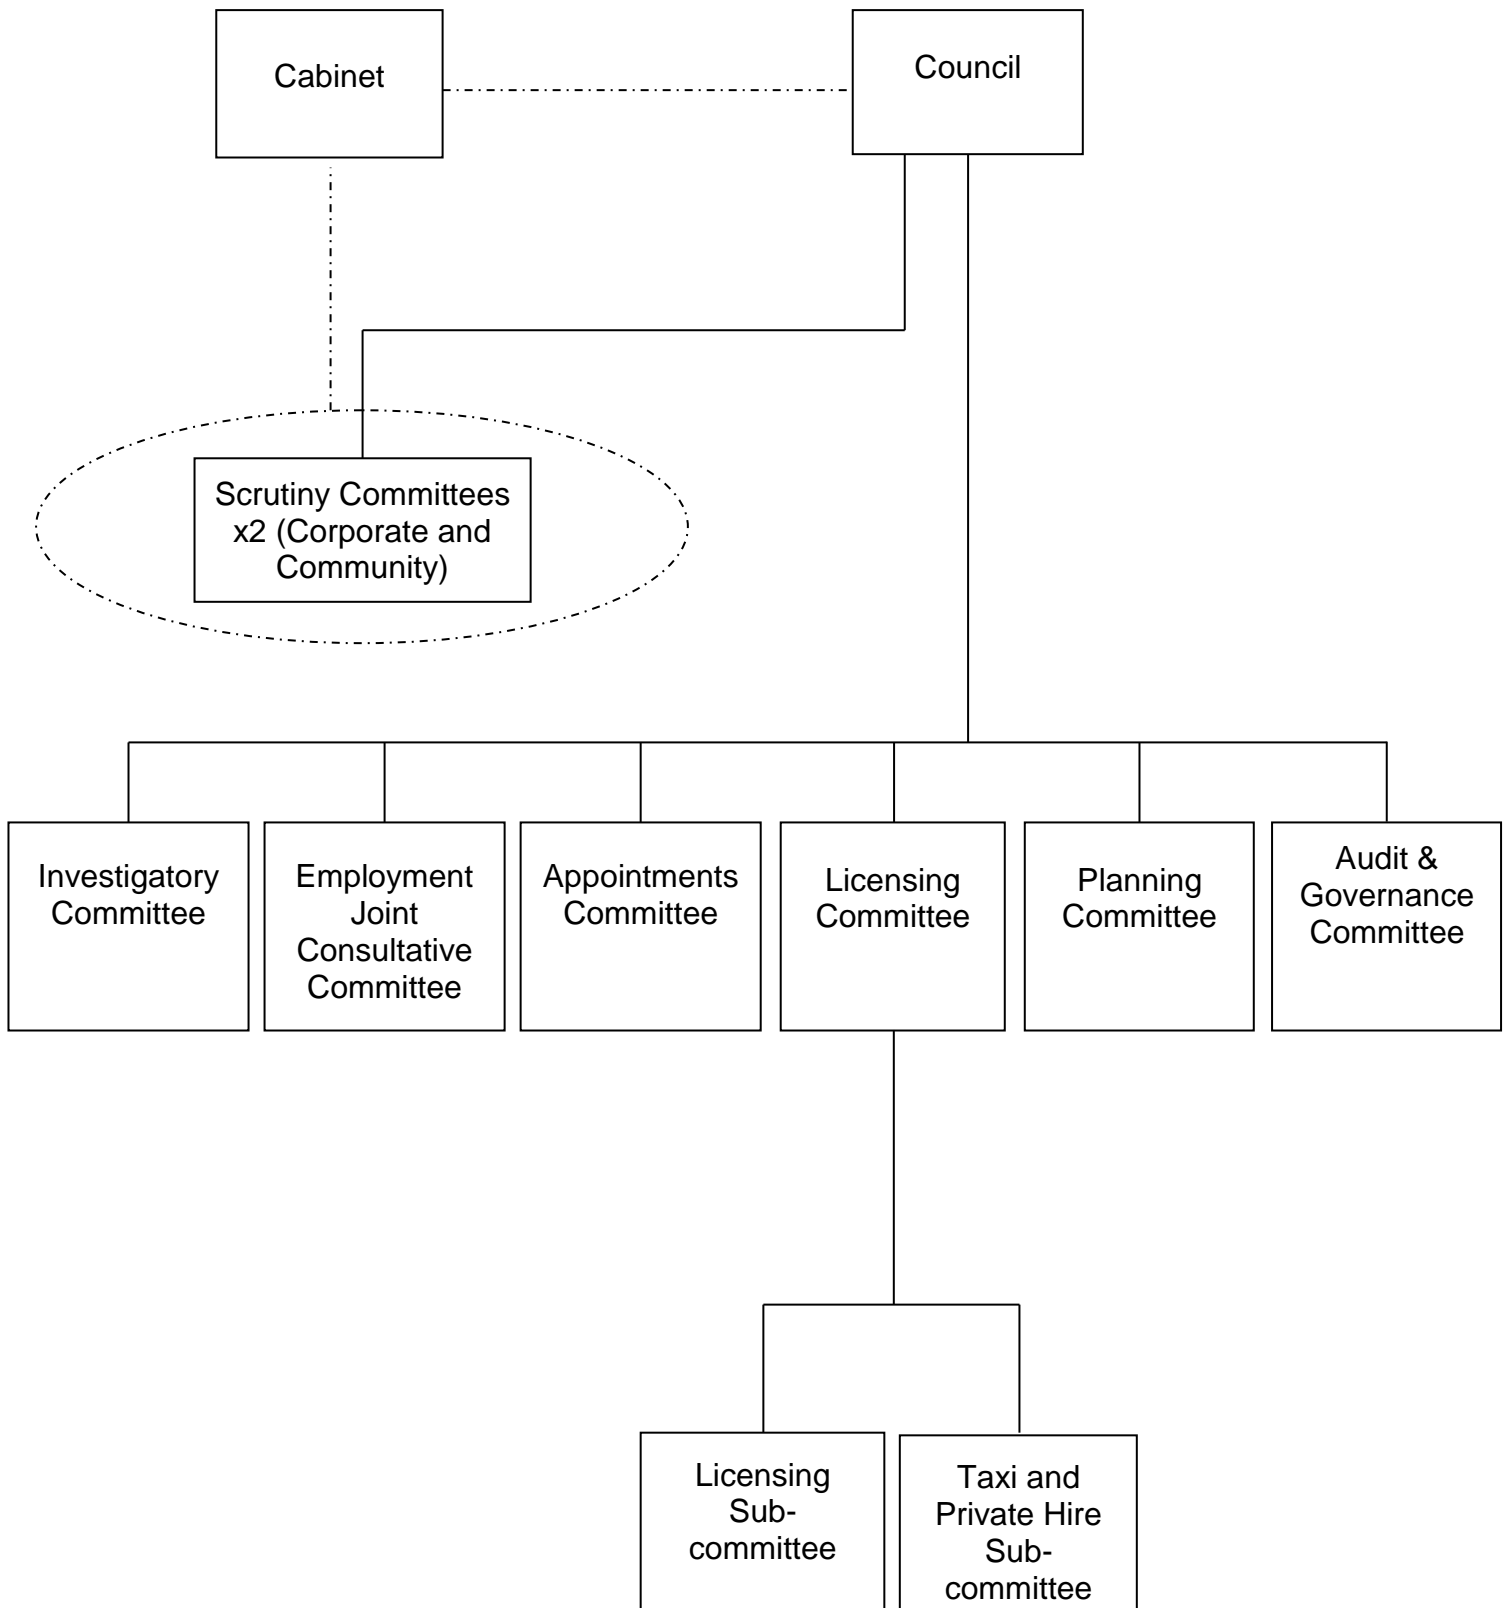 Cabinet
Council
Scrutiny Committees
x2 (Corporate and
Community)
Investigatory
Committee
Employment
Joint
Consultative
Committee
Appointments
Committee
Licensing
Committee
Planning
Committee
Audit &
Governance
Committee
Licensing
Sub-
committee
Taxi and
Private Hire
Sub-
committee